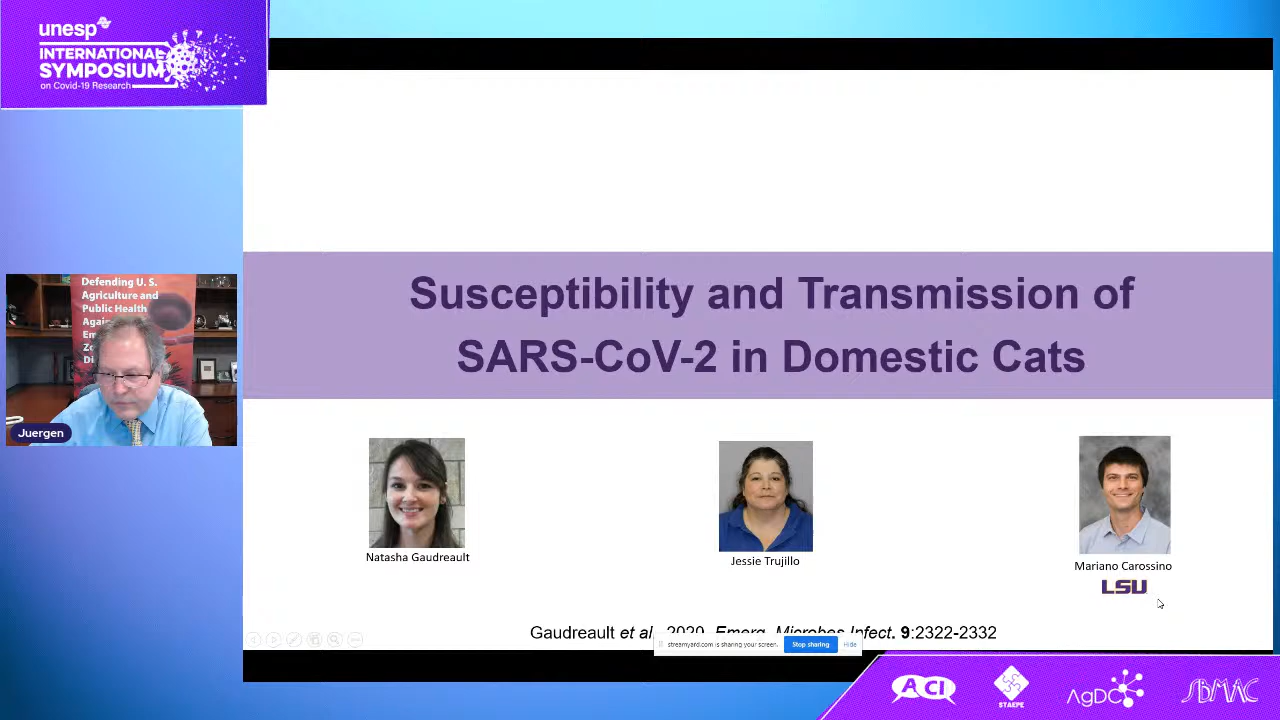 unesp
INTERNATIONAL
SYMPOSIUM
on Covid-19 Research
Susceptibility and Transmission of
SARS-CoV-2 in Domestic Cats
Defending U. S.
Agriculture and
Public Health
Juergen
Natasha Gaudreault
Jessie Trujillo
Mariano Carossino
LSU
Gaudreault et al. 2020. Emerg. Microbes Infect. 9:2322-2332
streamyard.com is sharing your screen.
Stop sharing
Hide
ACI
STAEPE
AgDC
SBMAC